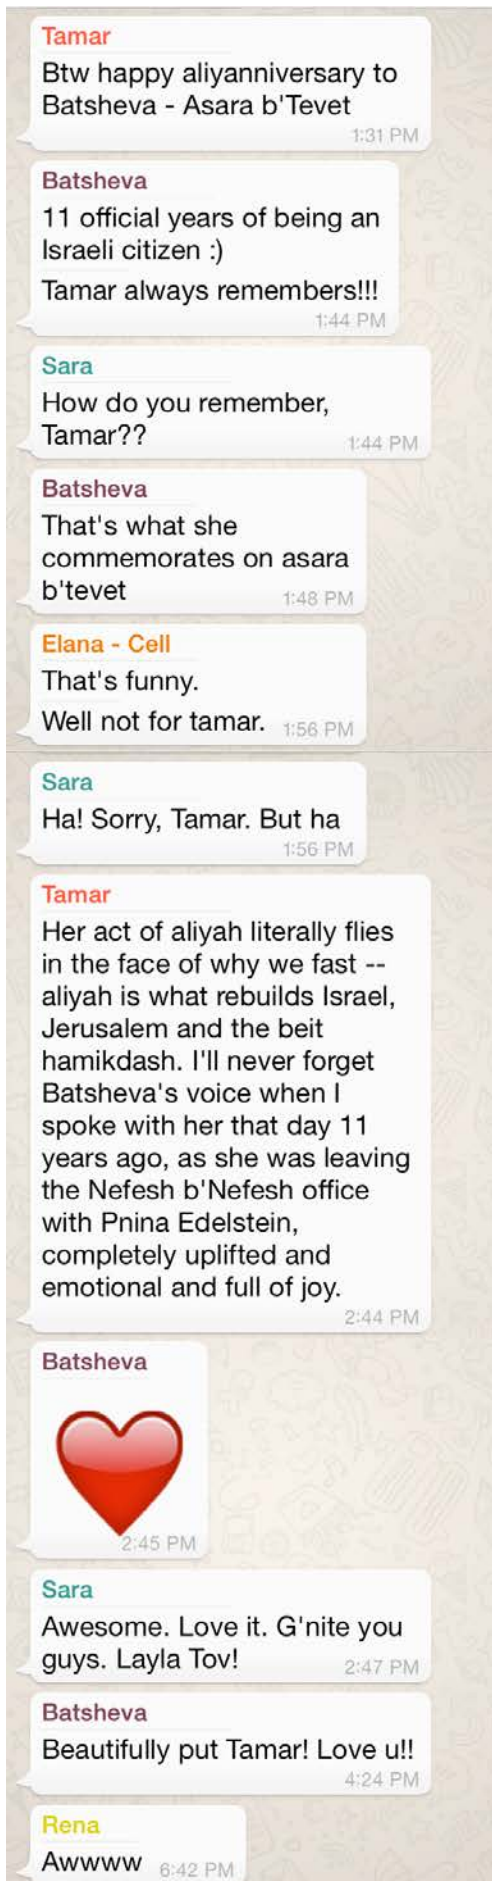 Tamar
Btw happy aliyanniversary to
Batsheva - Asara b'Tevet
1:31 PM
Batsheva
11 official years of being an
Israeli citizen :)
Tamar always remembers!!!
1:44 PM
Sara
How do you remember,
Tamar?? 1:44 PM
Batsheva
That's what she
commemorates on asara
b'tevet 1:48 PM
Elana - Cell
That's funny.
Well not for tamar. 1:56 PM
Sara
Ha! Sorry, Tamar. But ha
1:56 PM
Tamar
Her act of aliyah literally flies
in the face of why we fast --
aliyah is what rebuilds Israel,
Jerusalem and the beit
hamikdash. I'll never forget
Batsheva's voice when I
spoke with her that day 11
years ago, as she was leaving
the Nefesh b'Nefesh office
with Pnina Edelstein,
completely uplifted and
emotional and full of joy.
2:44 PM
Batsheva
2:45 PM
Sara
Awesome. Love it. G'nite you
guys. Layla Tov! 2:47 PM
Batsheva
Beautifully put Tamar! Love u!!
4:24 PM
Rena
Awwww 6:42 PM